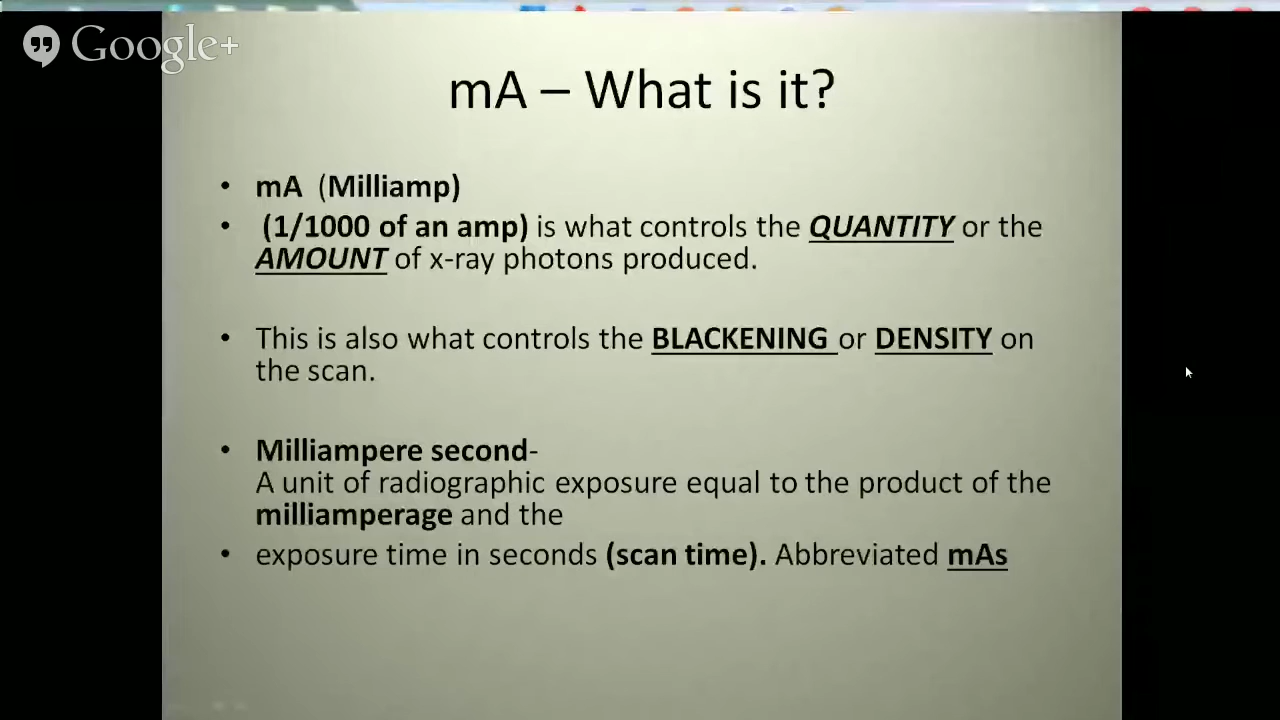 Google+
mA – What is it?
• mA (Milliamp)
• (1/1000 of an amp) is what controls the QUANTITY or the
AMOUNT of x-ray photons produced.
• This is also what controls the BLACKENING or DENSITY on
the scan.
• Milliampere second-
A unit of radiographic exposure equal to the product of the
milliamperage and the
• exposure time in seconds (scan time). Abbreviated mAs